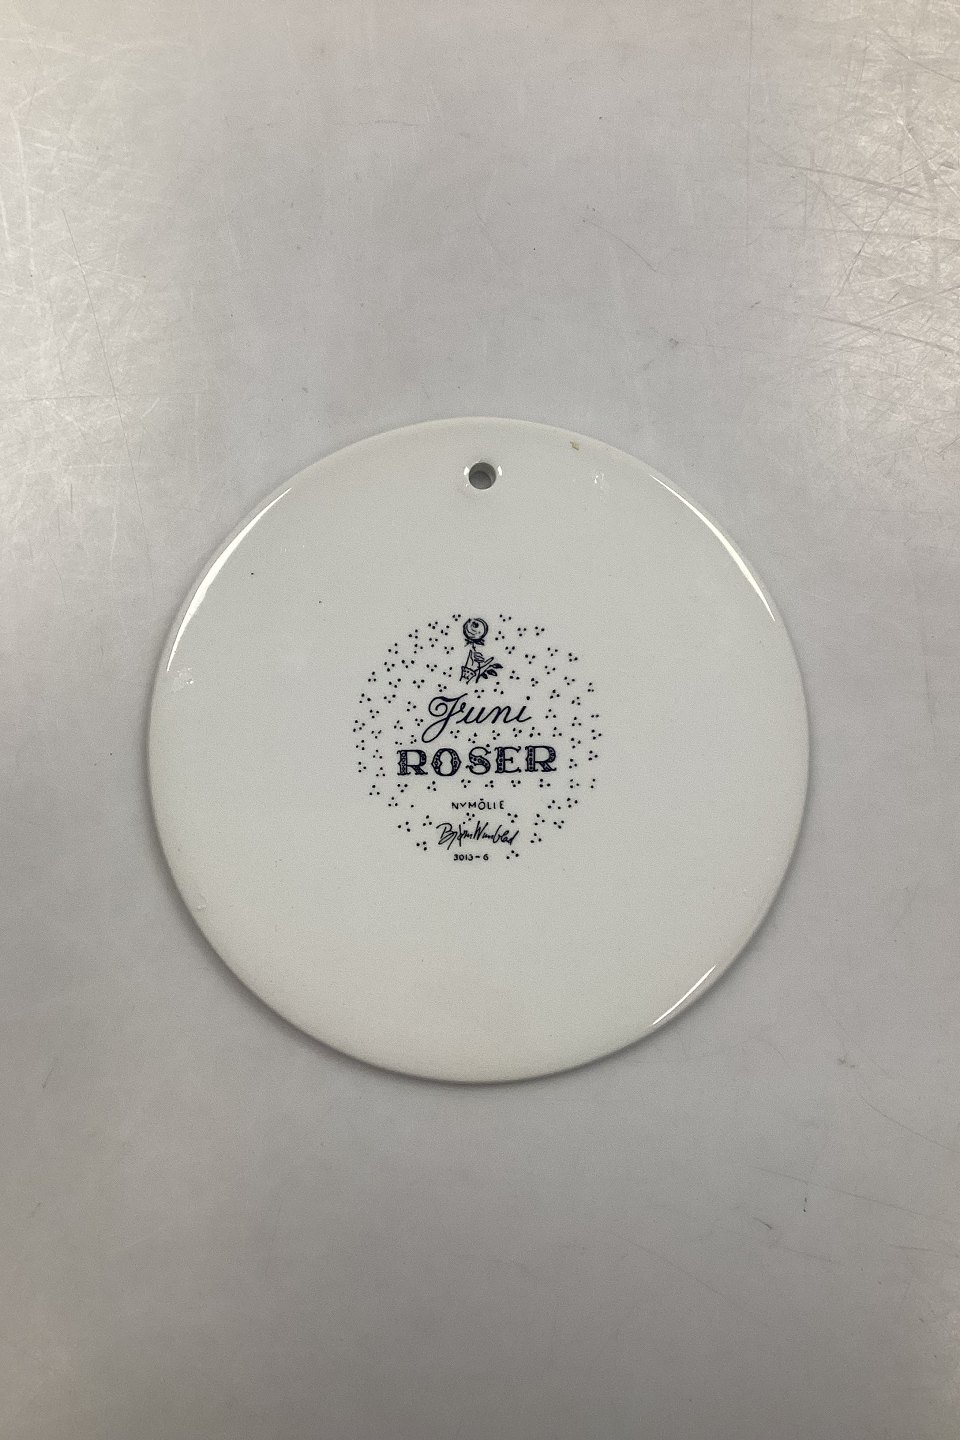 Juni
ROSER
NYMÖLLE
Bjørn Wiinblad
3013-6